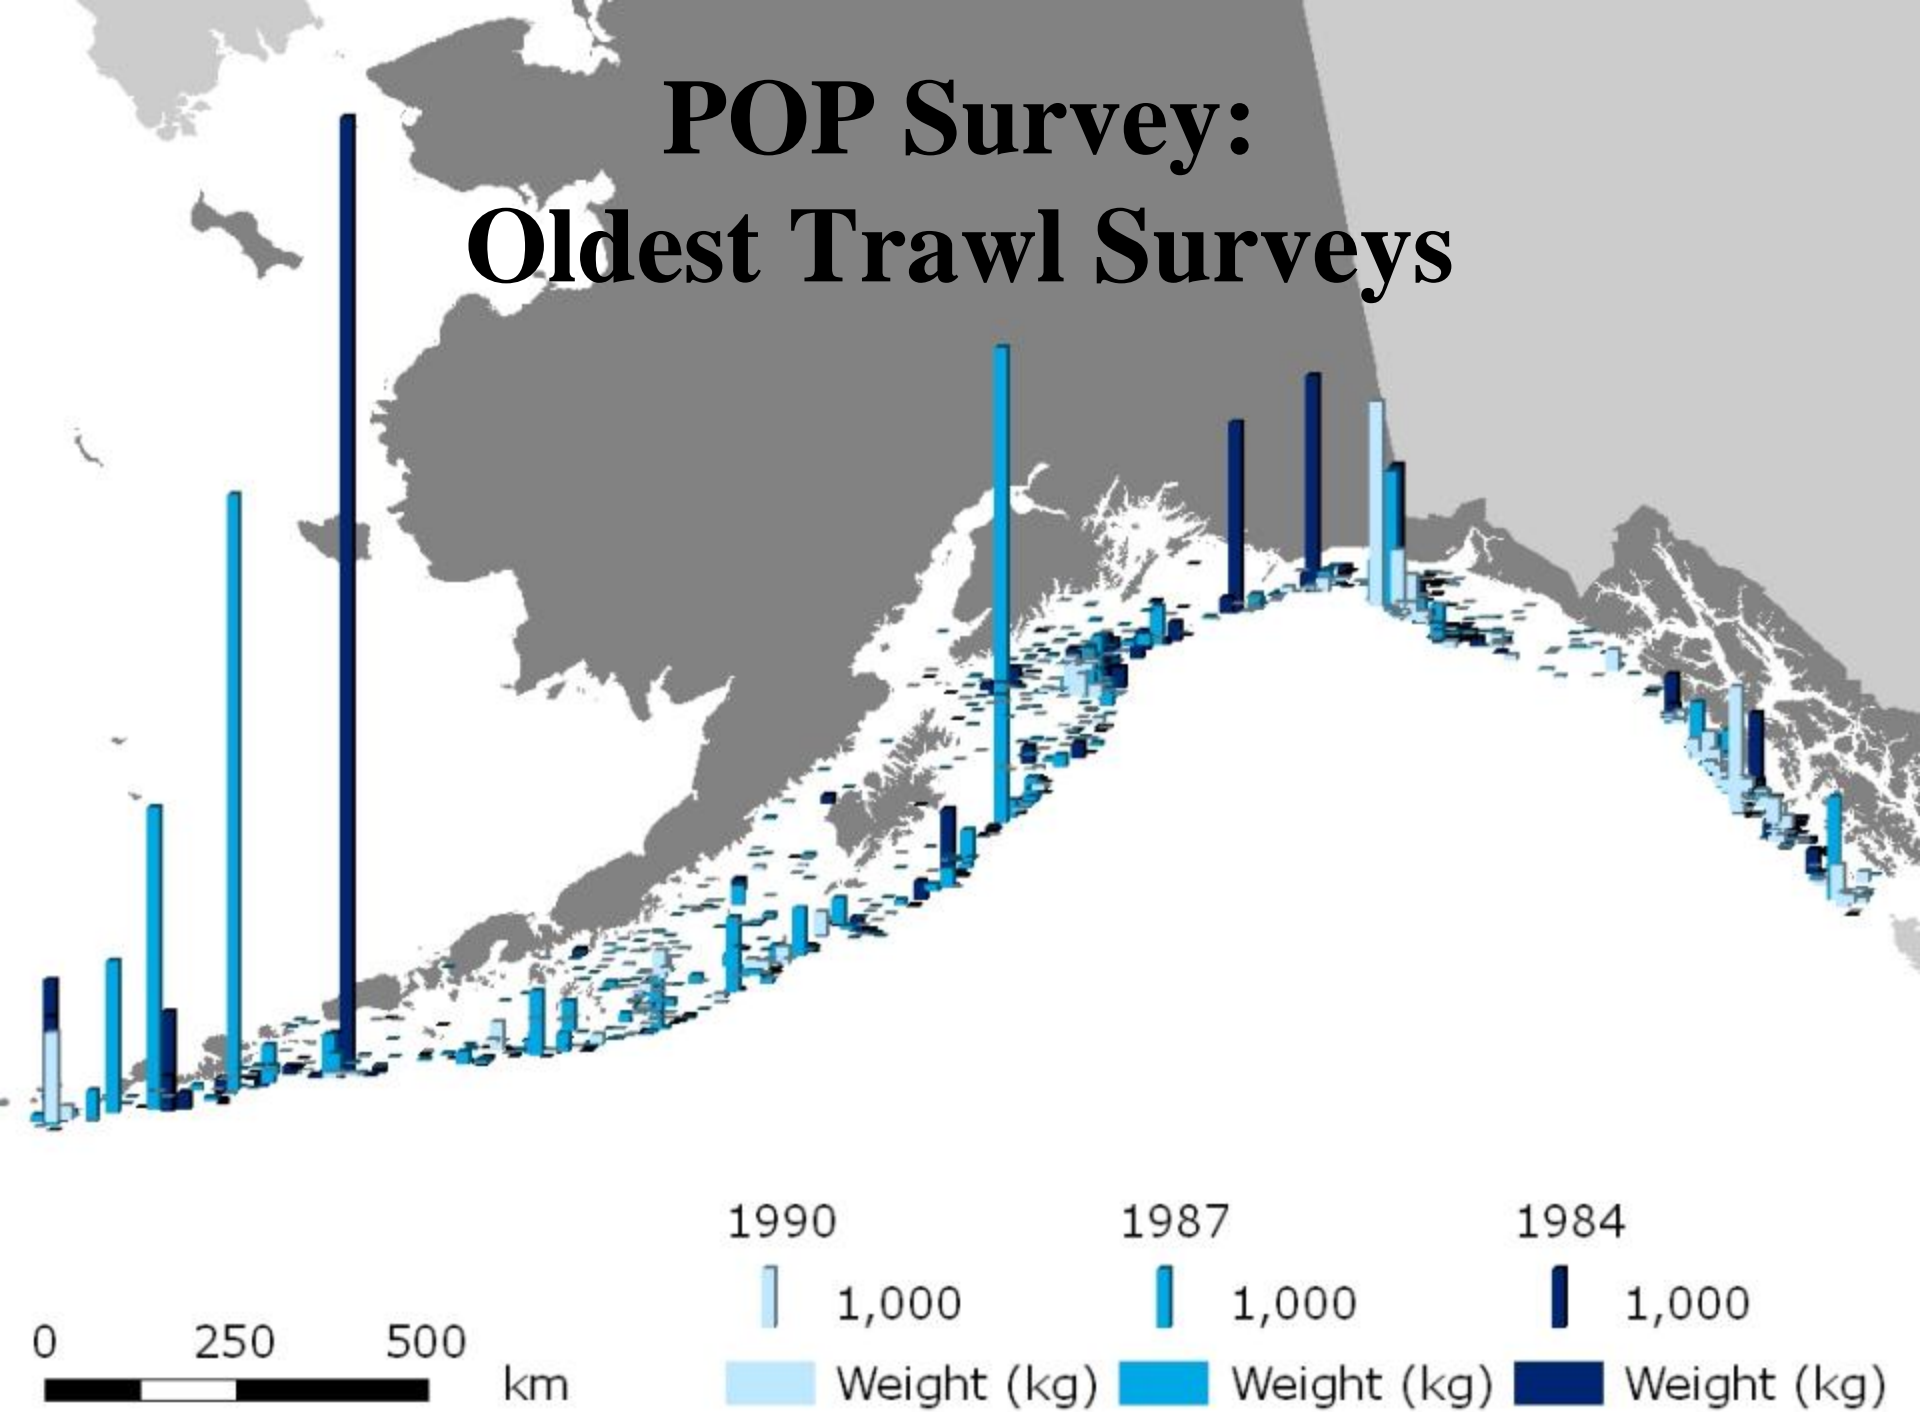 POP Survey:
Oldest Trawl Surveys
1990 1987 1984
1,000 1,000 1,000
0 250 500
km
Weight (kg) Weight (kg) Weight (kg)